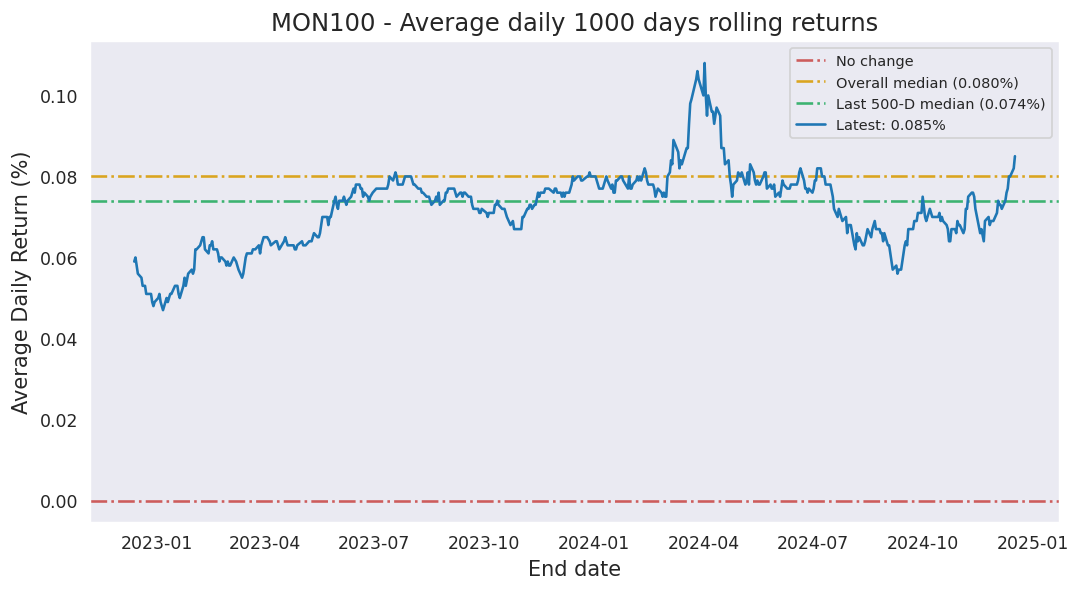 MON100 - Average daily 1000 days rolling returns
No change
Overall median (0.080%)
Last 500-D median (0.074%)
Latest: 0.085%
Average Daily Return (%)
0.10
0.08
0.06
0.04
0.02
0.00
2023-01 2023-04 2023-07 2023-10 2024-01 2024-04 2024-07 2024-10 2025-01
End date